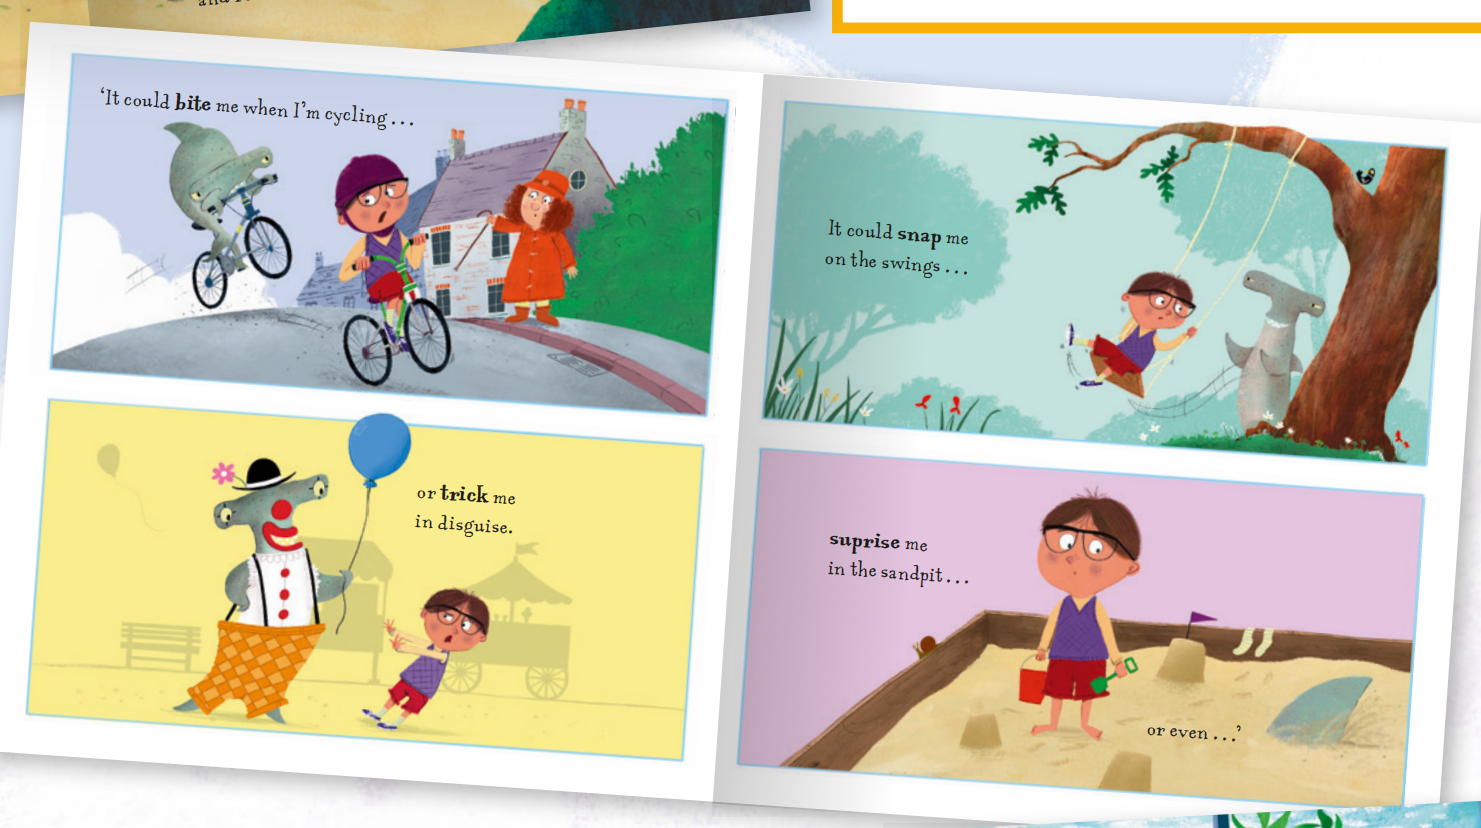 'It could bite me when I'm cycling . . .
or trick me
in disguise.
It could snap me
on the swings . . .
suprise me
in the sandpit . . .
or even . . .'